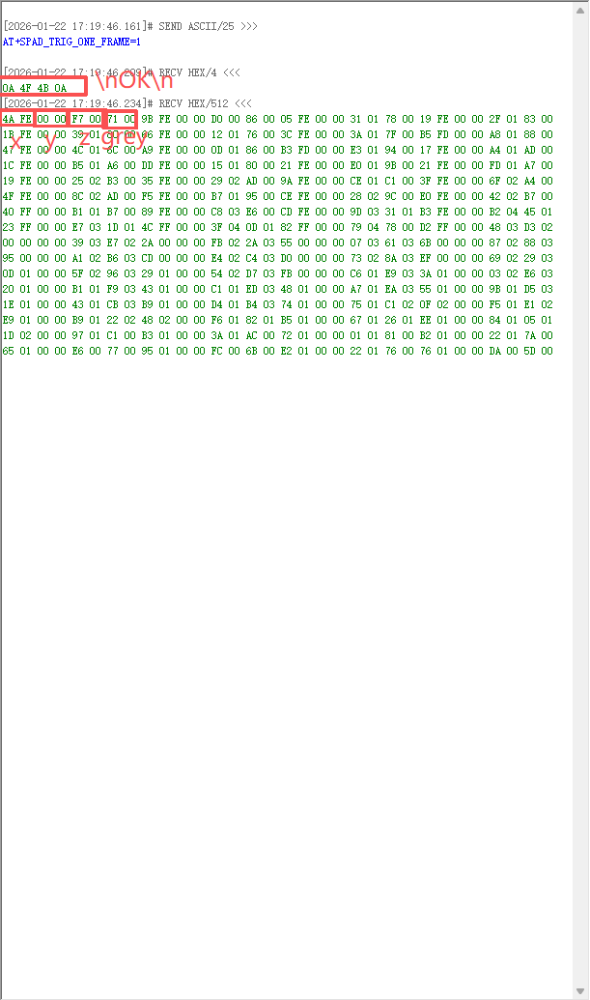 [2026-01-22 17:19:46.161]# SEND ASCII/25 >>>
AT+SPAD_TRIG_ONE_FRAME=1
[2026-01-22 17:19:46.209]# RECV HEX/4 <<<
\nOK\n
0A 4F 4B 0A
[2026-01-22 17:19:46.234]# RECV HEX/512 <<<
4A FE 00 00 F7 00 71 00 9B FE 00 00 D0 00 86 00 05 FE 00 00 31 01 78 00 19 FE 00 00 2F 01 83 00
x y z grey
1B FE 00 00 39 01 00 66 FE 00 00 12 01 76 00 3C FE 00 00 3A 01 7F 00 B5 FD 00 00 A8 01 88 00
47 FE 00 00 4C 01 6C 00 A9 FE 00 00 0D 01 86 00 B3 FD 00 00 E3 01 94 00 17 FE 00 00 A4 01 AD 00
1C FE 00 00 B5 01 A6 00 DD FE 00 00 15 01 80 00 21 FE 00 00 E0 01 9B 00 21 FE 00 00 FD 01 A7 00
19 FE 00 00 25 02 B3 00 35 FE 00 00 29 02 AD 00 9A FE 00 00 CE 01 C1 00 3F FE 00 00 6F 02 A4 00
4F FE 00 00 8C 02 AD 00 F5 FE 00 00 B7 01 95 00 CE FE 00 00 28 02 9C 00 E0 FE 00 00 42 02 B7 00
40 FF 00 00 B1 01 B7 00 89 FE 00 00 C8 03 E6 00 CD FE 00 00 9D 03 31 01 B3 FE 00 00 B2 04 45 01
23 FF 00 00 E7 03 1D 01 4C FF 00 00 3F 04 0D 01 82 FF 00 00 79 04 78 00 D2 FF 00 00 48 03 D3 02
00 00 00 00 39 03 E7 02 2A 00 00 00 FB 02 2A 03 55 00 00 00 07 03 61 03 6B 00 00 00 87 02 88 03
95 00 00 00 A1 02 B6 03 CD 00 00 00 E4 02 C4 03 D0 00 00 00 73 02 8A 03 EF 00 00 00 69 02 29 03
0D 01 00 00 5F 02 96 03 29 01 00 00 54 02 D7 03 FB 00 00 00 C6 01 E9 03 3A 01 00 00 03 02 E6 03
20 01 00 00 B1 01 F9 03 43 01 00 00 C1 01 ED 03 48 01 00 00 A7 01 EA 03 55 01 00 00 9B 01 D5 03
1E 01 00 00 43 01 CB 03 B9 01 00 00 D4 01 B4 03 74 01 00 00 75 01 C1 02 0F 02 00 00 F5 01 E1 02
E9 01 00 00 B9 01 22 02 48 02 00 00 F6 01 82 01 B5 01 00 00 67 01 26 01 EE 01 00 00 84 01 05 01
1D 02 00 00 97 01 C1 00 B3 01 00 00 3A 01 AC 00 72 01 00 00 01 01 81 00 B2 01 00 00 22 01 7A 00
65 01 00 00 E6 00 77 00 95 01 00 00 FC 00 6B 00 E2 01 00 00 22 01 76 00 76 01 00 00 DA 00 5D 00